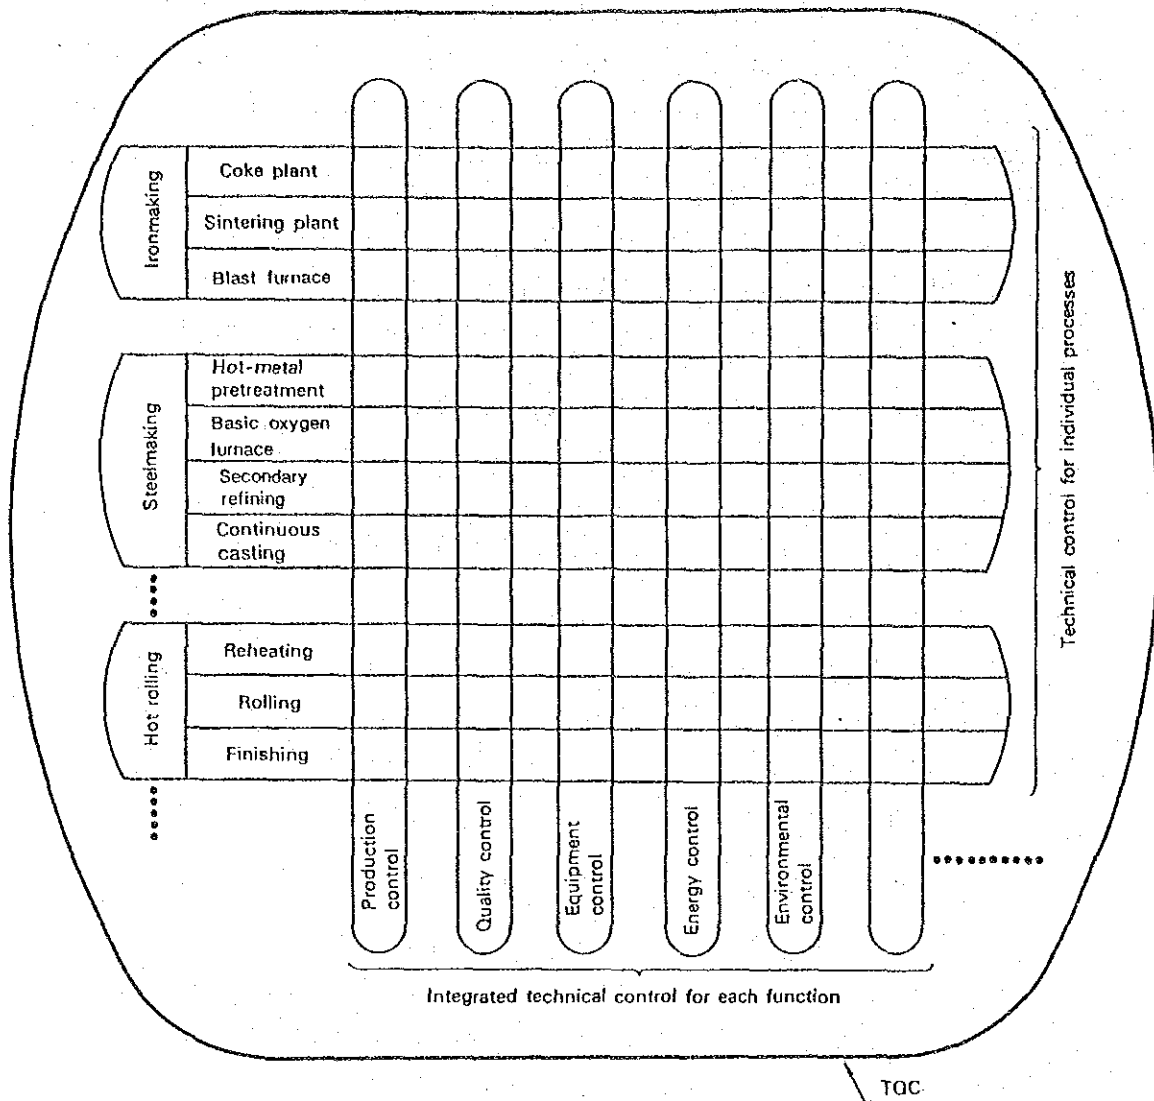 Ironmaking
Coke plant
Sintering plant
Blast furnace
Steelmaking
Hot-metal
pretreatment
Basic oxygen
furnace
Secondary
refining
Continuous
casting
Hot rolling
Reheating
Rolling
Finishing
Production
control
Quality control
Equipment
control
Energy control
Environmental
control
Technical control for individual processes
Integrated technical control for each function
TQC